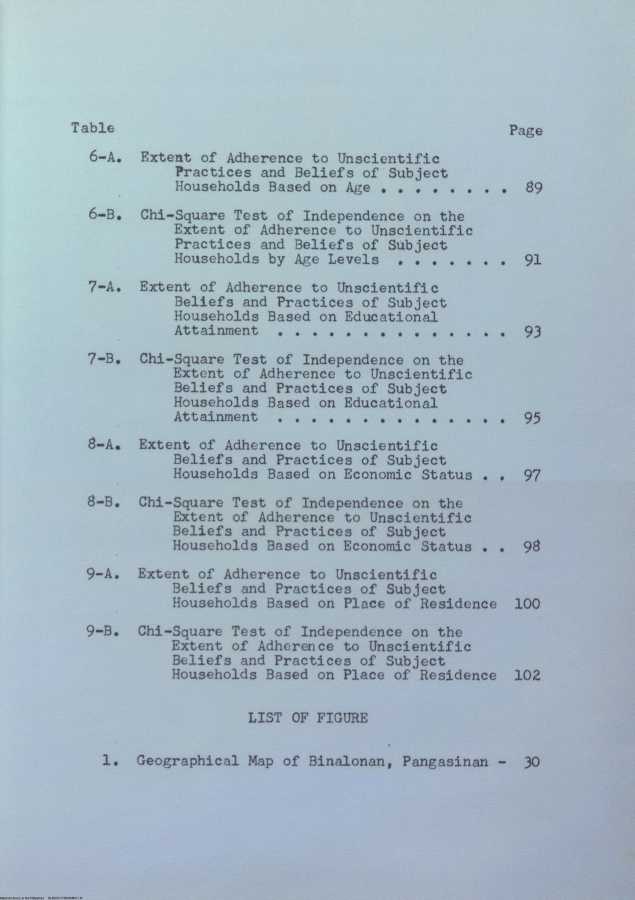 Table Page
6-A. Extent of Adherence to Unscientific
Practices and Beliefs of Subject
Households Based on Age . . . . . . . . 89
6-B. Chi-Square Test of Independence on the
Extent of Adherence to Unscientific
Practices and Beliefs of Subject
Households by Age Levels . . . . . . . 91
7-A. Extent of Adherence to Unscientific
Beliefs and Practices of Subject
Households Based on Educational
Attainment . . . . . . . . . . . . . . 93
7-B. Chi-Square Test of Independence on the
Extent of Adherence to Unscientific
Beliefs and Practices of Subject
Households Based on Educational
Attainment . . . . . . . . . . . . . . 95
8-A. Extent of Adherence to Unscientific
Beliefs and Practices of Subject
Households Based on Economic Status . . 97
8-B. Chi-Square Test of Independence on the
Extent of Adherence to Unscientific
Beliefs and Practices of Subject
Households Based on Economic Status . . 98
9-A. Extent of Adherence to Unscientific
Beliefs and Practices of Subject
Households Based on Place of Residence 100
9-B. Chi-Square Test of Independence on the
Extent of Adherence to Unscientific
Beliefs and Practices of Subject
Households Based on Place of Residence 102
LIST OF FIGURE
1. Geographical Map of Binalonan, Pangasinan - 30